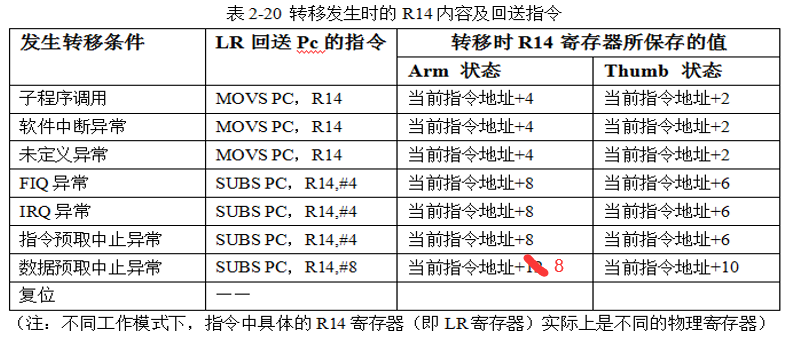 表 2-20 转移发生时的 R14 内容及回送指令
发生转移条件 LR 回送 Pc 的指令 转移时 R14 寄存器所保存的值
Arm 状态 Thumb 状态
子程序调用 MOVS PC，R14 当前指令地址+4 当前指令地址+2
软件中断异常 MOVS PC，R14 当前指令地址+4 当前指令地址+2
未定义异常 MOVS PC，R14 当前指令地址+4 当前指令地址+2
FIQ 异常 SUBS PC，R14,#4 当前指令地址+8 当前指令地址+6
IRQ 异常 SUBS PC，R14,#4 当前指令地址+8 当前指令地址+6
指令预取中止异常 SUBS PC，R14,#4 当前指令地址+8 当前指令地址+6
数据预取中止异常 SUBS PC，R14,#8 当前指令地址+ 8 当前指令地址+10
复位 ——
（注：不同工作模式下，指令中具体的 R14 寄存器（即 LR 寄存器）实际上是不同的物理寄存器）